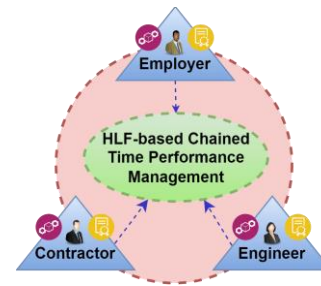 Employer
HLF-based Chained
Time Performance
Management
Contractor
Engineer